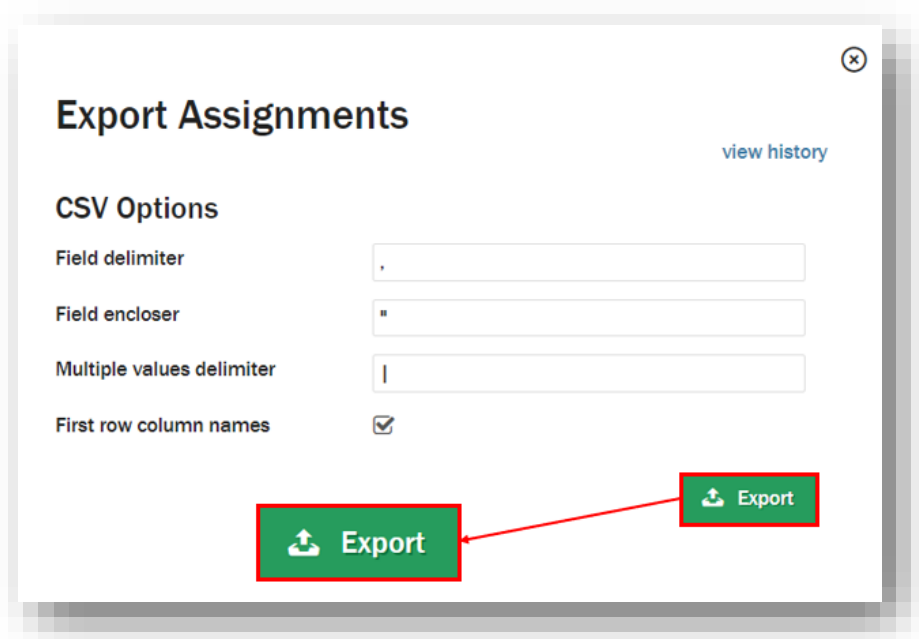 Export Assignments
view history
CSV Options
Field delimiter ,
Field encloser "
Multiple values delimiter |
First row column names
Export
Export